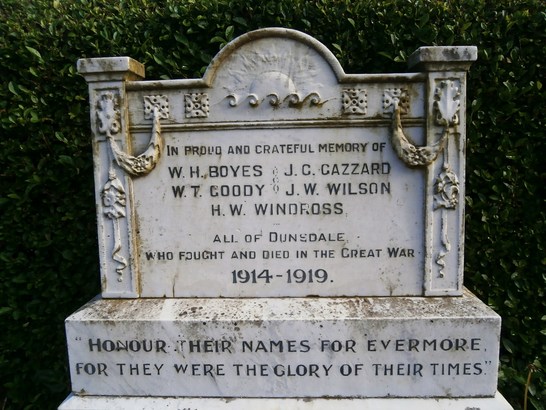 IN PROUD AND GRATEFUL MEMORY OF
W. H. BOYES & J. G. GAZZARD
W. T. GOODY & J. W. WILSON
H. W. WINDROSS
ALL OF DUNSDALE
WHO FOUGHT AND DIED IN THE GREAT WAR
1914-1919.
"HONOUR THEIR NAMES FOR EVERMORE,
FOR THEY WERE THE GLORY OF THEIR TIMES."